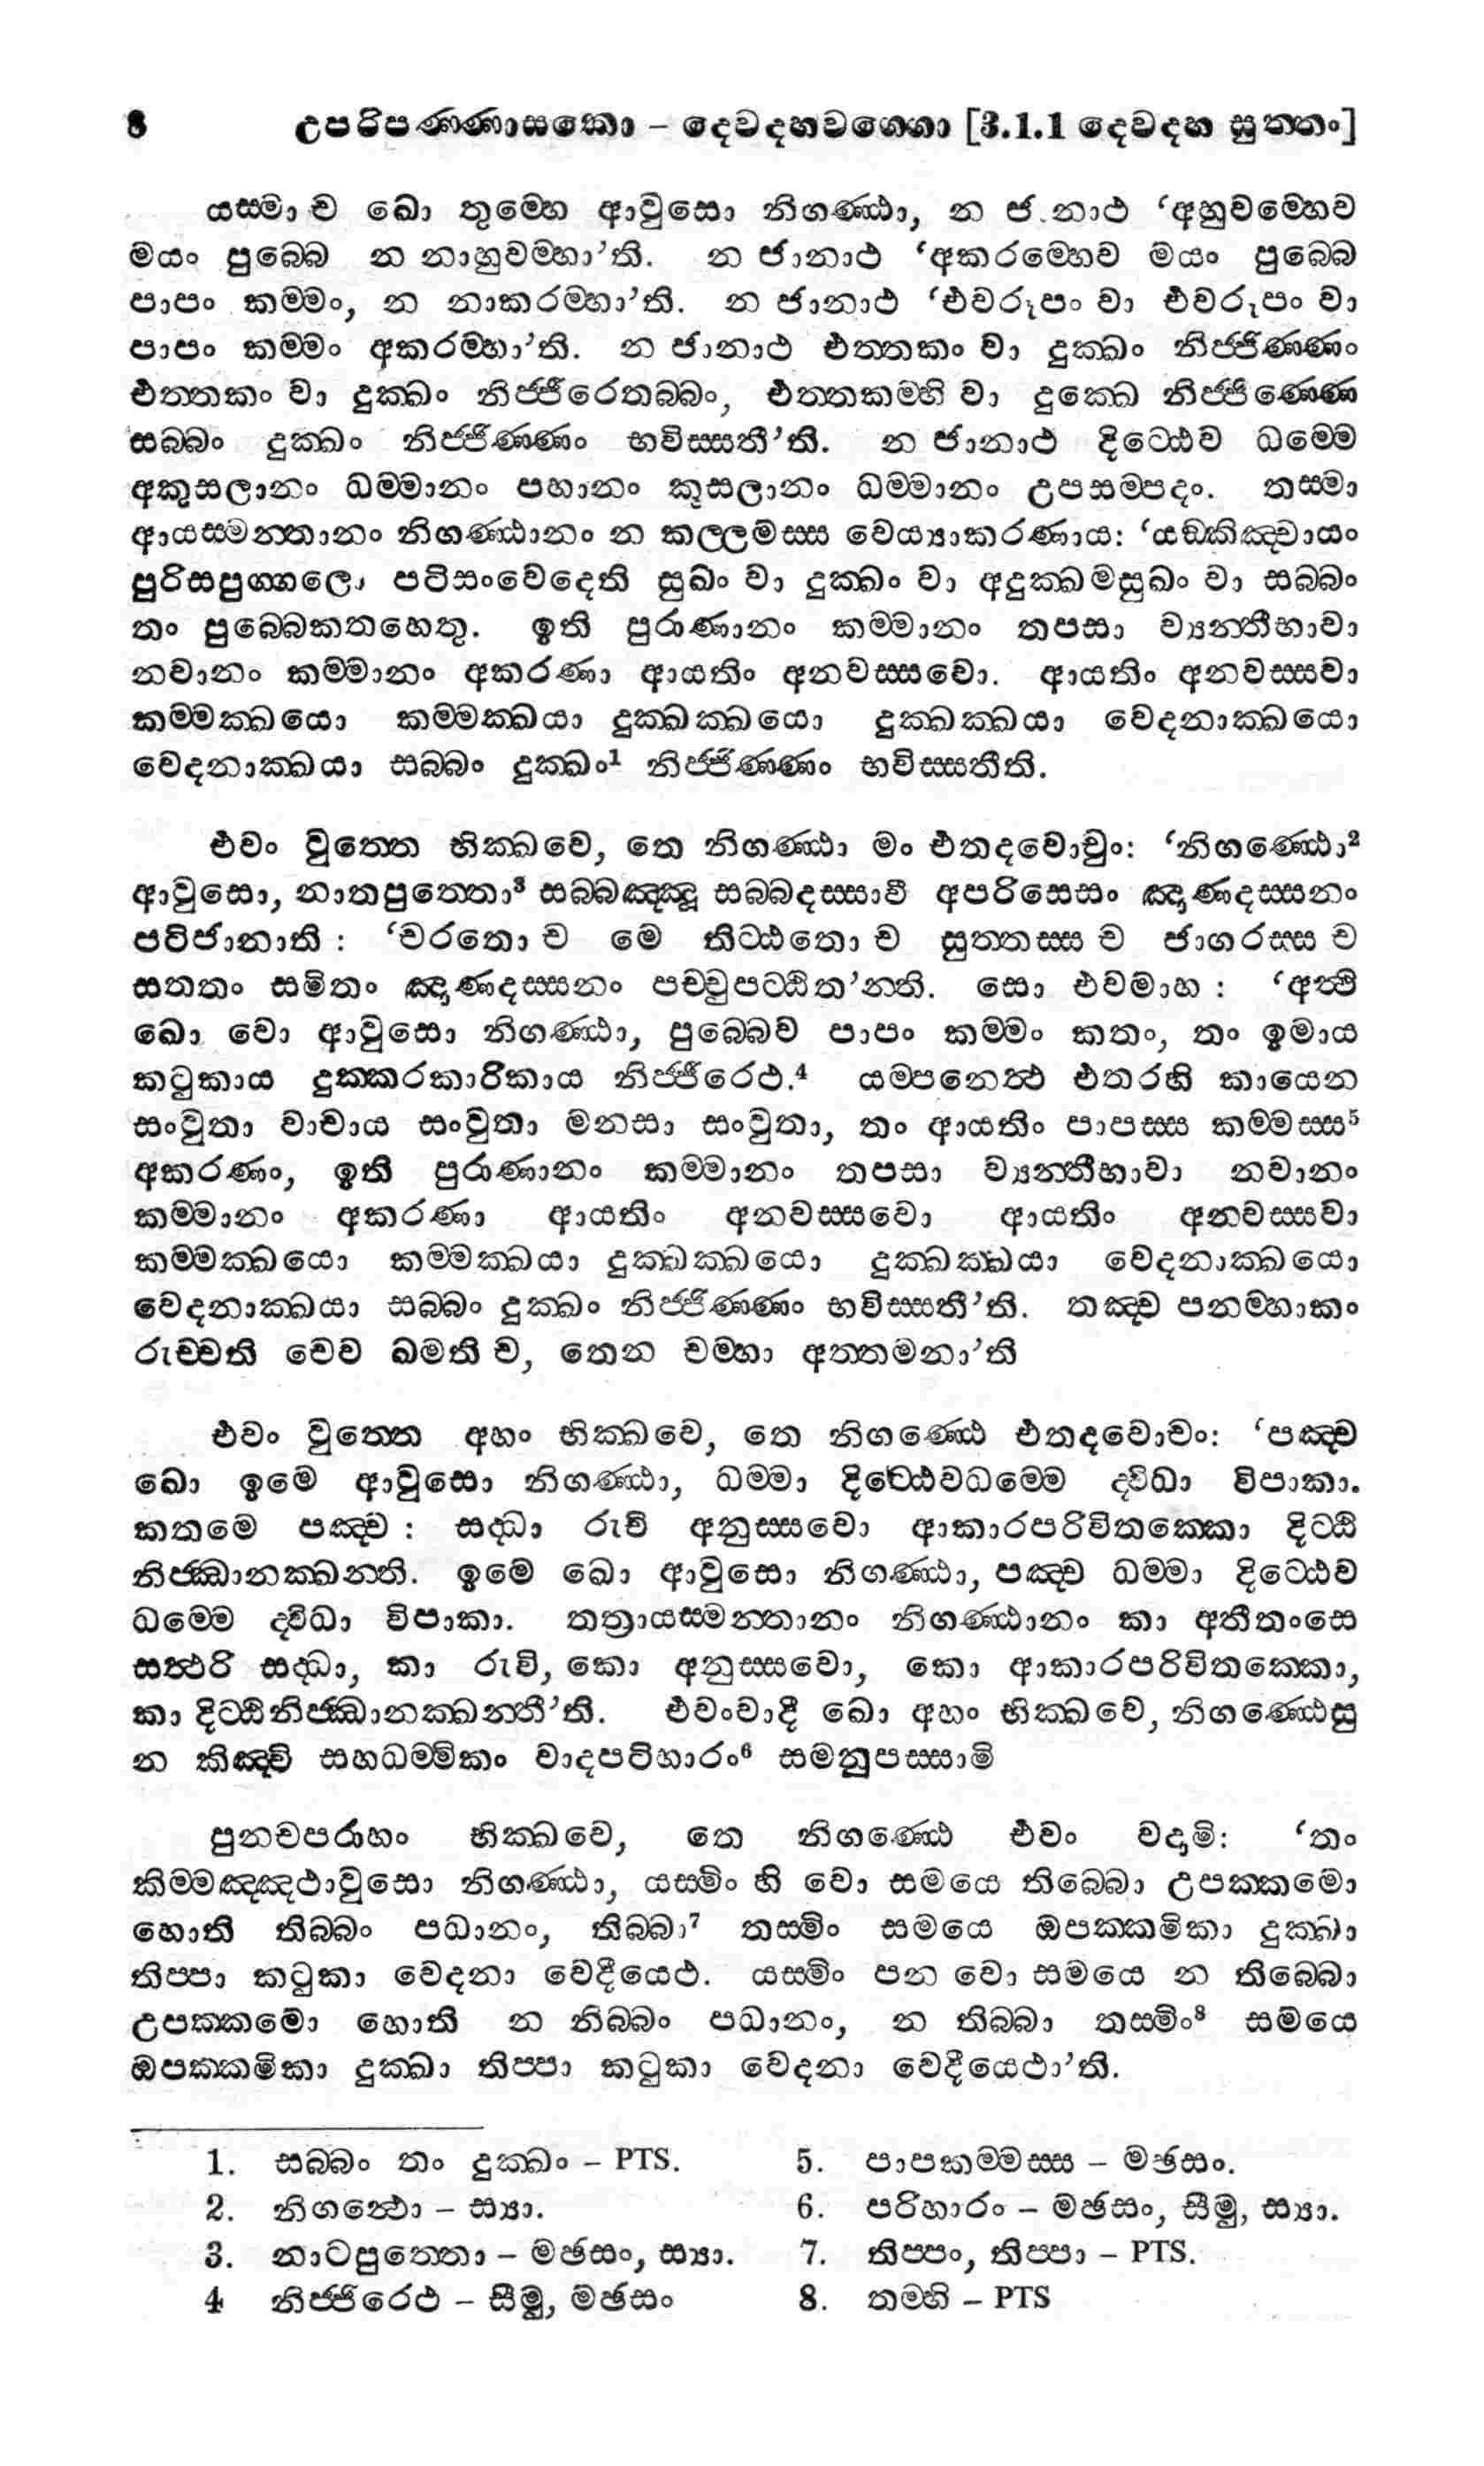 8 උපරිපණ්ණාසකො – දෙවදහවග්ගො [3.1.1 දෙවදහ සුත්තං]
යස්මා ච ඛො තුම්හෙ ආවුසො නිගණ්ඨා, න ජානාථ ‘අහුවම්හෙව
මයං පුබ්බෙ න නාහුවම්හා’ති. න ජානාථ ‘අකරම්හෙව මයං පුබ්බෙ
පාපං කම්මං, න නාකරම්හා’ති. න ජානාථ ‘එවරූපං වා එවරූපං වා
පාපං කම්මං අකරම්හා’ති. න ජානාථ එත්තකං වා දුක්ඛං නිජ්ජිණ්ණං
එත්තකං වා දුක්ඛං නිජ්ජීරෙතබ්බං, එත්තකම්හි වා දුක්ඛෙ නිජ්ජිණ්ණෙ
සබ්බං දුක්ඛං නිජ්ජිණ්ණං භවිස්සතී’ති. න ජානාථ දිට්ඨෙව ධම්මෙ
අකුසලානං ධම්මානං පහානං කුසලානං ධම්මානං උපසම්පදං. තස්මා
ආයස්මන්තානං නිගණ්ඨානං න කල්ලමස්ස වෙය්‍යාකරණාය: ‘යඞ්කිඤ්චායං
පුරිසපුග්ගලො පටිසංවෙදෙති සුඛං වා දුක්ඛං වා අදුක්ඛමසුඛං වා සබ්බං
තං පුබ්බෙකතහෙතු. ඉති පුරාණානං කම්මානං තපසා ව්‍යන්තීභාවා
නවානං කම්මානං අකරණා ආයතිං අනවස්සවො. ආයතිං අනවස්සවා
කම්මක්ඛයො කම්මක්ඛයා දුක්ඛක්ඛයො දුක්ඛක්ඛයා වෙදනාක්ඛයො
වෙදනාක්ඛයා සබ්බං දුක්ඛං¹ නිජ්ජිණ්ණං භවිස්සතීති.
එවං වුත්තෙ භික්ඛවෙ, තෙ නිගණ්ඨා මං එතදවොචුං: ‘නිගණ්ඨො²
ආවුසො, නාතපුත්තො³ සබ්බඤ්ඤූ සබ්බදස්සාවී අපරිසෙසං ඤාණදස්සනං
පටිජානාති : ‘චරතො ච මෙ තිට්ඨතො ච සුත්තස්ස ච ජාගරස්ස ච
සතතං සමිතං ඤාණදස්සනං පච්චුපට්ඨිත’න්ති. සො එවමාහ : ‘අත්ථි
ඛො වො ආවුසො නිගණ්ඨා, පුබ්බෙව පාපං කම්මං කතං, තං ඉමාය
කටුකාය දුක්කරකාරිකාය නිජ්ජීරෙථ.⁴ යම්පනෙත්ථ එතරහි කායෙන
සංවුතා වාචාය සංවුතා මනසා සංවුතා, තං ආයතිං පාපස්ස කම්මස්ස⁵
අකරණං, ඉති පුරාණානං කම්මානං තපසා ව්‍යන්තීභාවා නවානං
කම්මානං අකරණා ආයතිං අනවස්සවො ආයතිං අනවස්සවා
කම්මක්ඛයො කම්මක්ඛයා දුක්ඛක්ඛයො දුක්ඛක්ඛයා වෙදනාක්ඛයො
වෙදනාක්ඛයා සබ්බං දුක්ඛං නිජ්ජිණ්ණං භවිස්සතී’ති. තඤ්ච පනම්හාකං
රුච්චති චෙව ඛමති ච, තෙන චම්හා අත්තමනා’ති
එවං වුත්තෙ අහං භික්ඛවෙ, තෙ නිගණ්ඨෙ එතදවොචං: ‘පඤ්ච
ඛො ඉමෙ ආවුසො නිගණ්ඨා, ධම්මා දිට්ඨෙවධම්මෙ ද්විධා විපාකා.
කතමෙ පඤ්ච : සද්ධා රුචි අනුස්සවො ආකාරපරිවිතක්කො දිට්ඨි
නිජ්ඣානක්ඛන්ති. ඉමෙ ඛො ආවුසො නිගණ්ඨා, පඤ්ච ධම්මා දිට්ඨෙව
ධම්මෙ ද්විධා විපාකා. තත්‍රායස්මන්තානං නිගණ්ඨානං කා අතීතංසෙ
සත්ථරි සද්ධා, කා රුචි, කො අනුස්සවො, කො ආකාරපරිවිතක්කො,
කා දිට්ඨිනිජ්ඣානක්ඛන්තී’ති. එවංවාදී ඛො අහං භික්ඛවෙ, නිගණ්ඨෙසු
න කිඤ්චි සහධම්මිකං වාදපටිහාරං⁶ සමනුපස්සාමි
පුනචපරාහං භික්ඛවෙ, තෙ නිගණ්ඨෙ එවං වදාමි: ‘තං
කිම්මඤ්ඤථාවුසො නිගණ්ඨා, යස්මිං හි වො සමයෙ තිබ්බො උපක්කමො
හොති තිබ්බං පධානං, තිබ්බා⁷ තස්මිං සමයෙ ඔපක්කමිකා දුක්ඛා
තිප්පා කටුකා වෙදනා වෙදීයෙථ. යස්මිං පන වො සමයෙ න තිබ්බො
උපක්කමො හොති න තිබ්බං පධානං, න තිබ්බා තස්මිං⁸ සමයෙ
ඔපක්කමිකා දුක්ඛා තිප්පා කටුකා වෙදනා වෙදීයෙථා’ති.
1. සබ්බං තං දුක්ඛං – PTS.
2. නිගන්ථො – ස්‍යා.
3. නාටපුත්තො – මඡසං, ස්‍යා.
4 නිජ්ජිරෙථ – සීමු, මඡසං
5. පාපකම්මස්ස – මඡසං.
6. පරිහාරං – මඡසං, සීමු, ස්‍යා.
7. තිප්පං, තිප්පා – PTS.
8. තම්හි – PTS